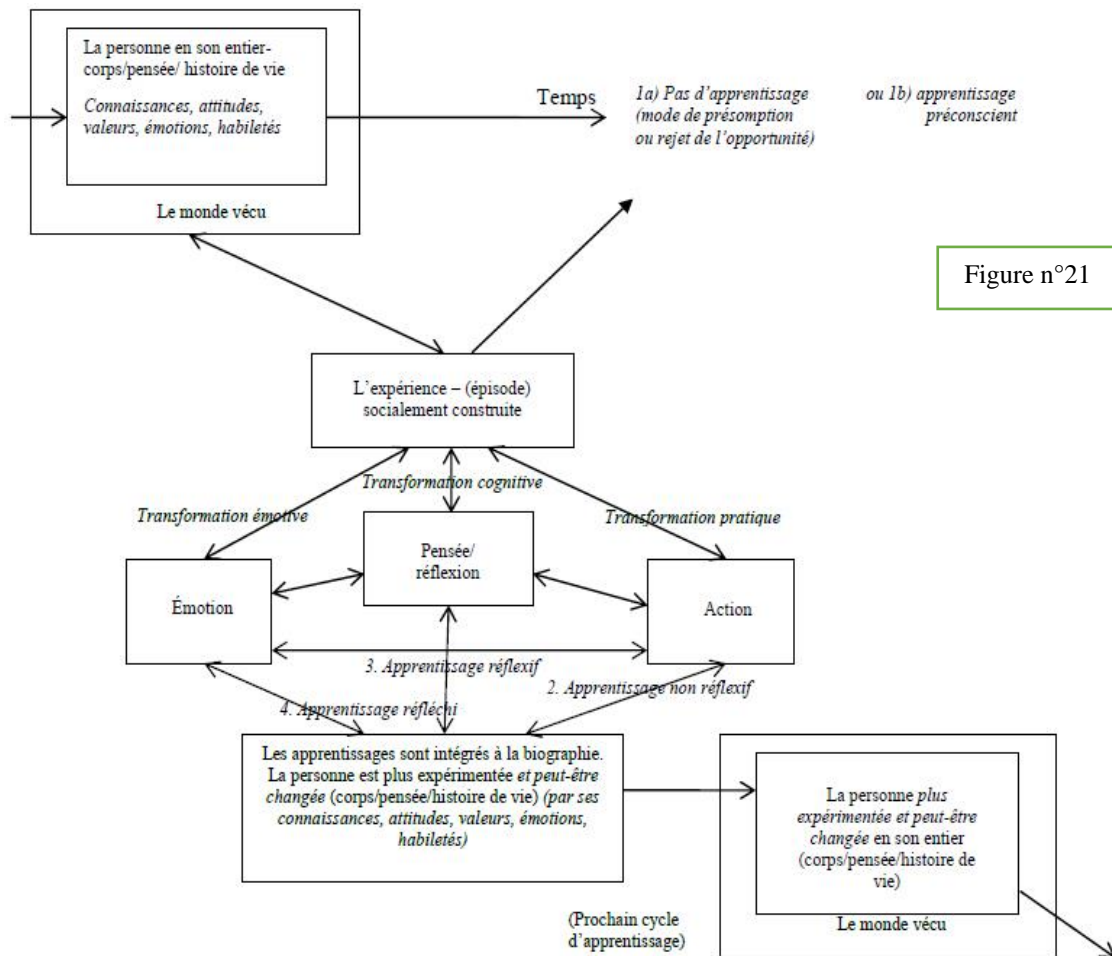 La personne en son entier-
corps/pensée/ histoire de vie
Connaissances, attitudes,
valeurs, émotions, habiletés
Le monde vécu
Temps
1a) Pas d'apprentissage
(mode de présomption
ou rejet de l'opportunité)
ou 1b) apprentissage
préconscient
Figure n°21
L'expérience – (épisode)
socialement construite
Transformation cognitive
Transformation émotive
Transformation pratique
Pensée/
réflexion
Émotion
Action
3. Apprentissage réflexif
2. Apprentissage non réflexif
4. Apprentissage réfléchi
Les apprentissages sont intégrés à la biographie.
La personne est plus expérimentée et peut-être
changée (corps/pensée/histoire de vie) (par ses
connaissances, attitudes, valeurs, émotions,
habiletés)
La personne plus
expérimentée et peut-être
changée en son entier
(corps/pensée/histoire de
vie)
Le monde vécu
(Prochain cycle
d'apprentissage)